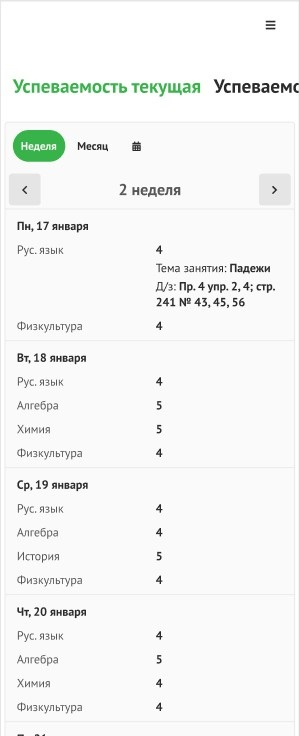 Успеваемость текущая Успеваемо
Неделя Месяц
2 неделя
Пн, 17 января
Рус. язык 4
Тема занятия: Падежи
Д/з: Пр. 4 упр. 2, 4; стр.
241 № 43, 45, 56
Физкультура 4
Вт, 18 января
Рус. язык 4
Алгебра 5
Химия 5
Физкультура 4
Ср, 19 января
Рус. язык 4
Алгебра 4
История 5
Физкультура 4
Чт, 20 января
Рус. язык 4
Алгебра 5
Химия 4
Физкультура 4